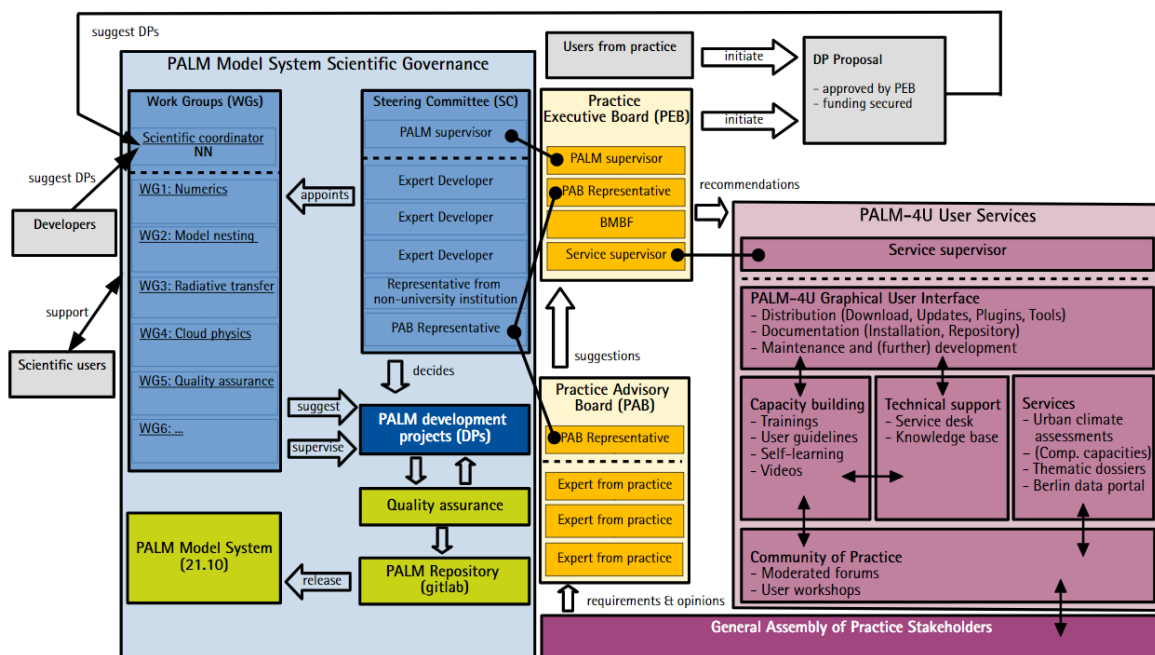 suggest DPs
PALM Model System Scientific Governance
Work Groups (WGs)
Scientific coordinator
NN
WG1: Numerics
WG2: Model nesting
WG3: Radiative transfer
WG4: Cloud physics
WG5: Quality assurance
WG6: ...
suggest DPs
Developers
support
Scientific users
Steering Committee (SC)
PALM supervisor
Expert Developer
Expert Developer
Expert Developer
Representative from
non-university institution
PAB Representative
appoints
decides
suggest
supervise
PALM development
projects (DPs)
Quality assurance
PALM Repository
(gitlab)
release
PALM Model System
(21.10)
Users from practice
initiate
DP Proposal
- approved by PEB
- funding secured
Practice
Executive Board (PEB)
initiate
PALM supervisor
PAB Representative
BMBF
Service supervisor
recommendations
suggestions
Practice Advisory
Board (PAB)
PAB Representative
Expert from practice
Expert from practice
Expert from practice
requirements & opinions
PALM-4U User Services
Service supervisor
PALM-4U Graphical User Interface
- Distribution (Download, Updates, Plugins, Tools)
- Documentation (Installation, Repository)
- Maintenance and (further) development
Capacity building
- Trainings
- User guidelines
- Self-learning
- Videos
Technical support
- Service desk
- Knowledge base
Services
- Urban climate
assessments
- (Comp. capacities)
- Thematic dossiers
- Berlin data portal
Community of Practice
- Moderated forums
- User workshops
General Assembly of Practice Stakeholders